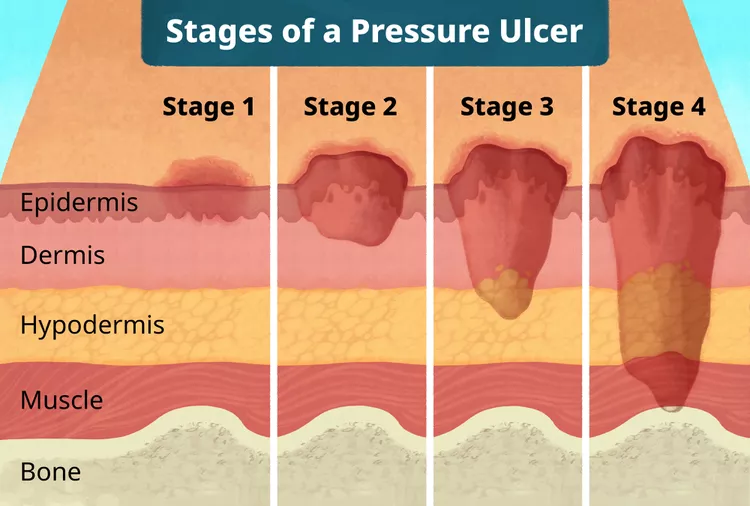 Stages of a Pressure Ulcer
Stage 1
Stage 2
Stage 3
Stage 4
Epidermis
Dermis
Hypodermis
Muscle
Bone